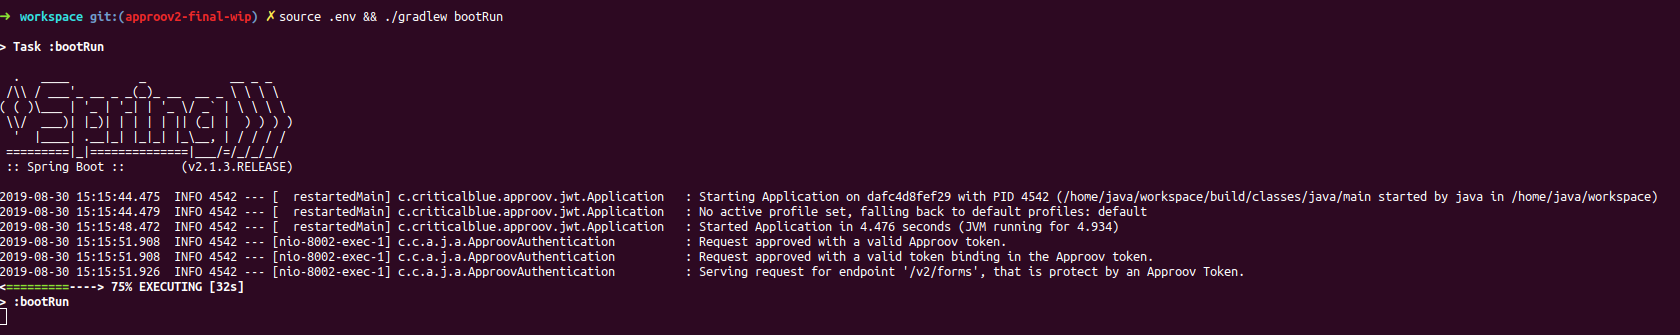 → workspace git:(approov2-final-wip) ✗ source .env && ./gradlew bootRun
> Task :bootRun
  .   ____          _            __ _ _
 /\\ / ___'_ __ _ _(_)_ __  __ _ \ \ \ \
( ( )\___ | '_ | '_| | '_ \/ _` | \ \ \ \
 \\/  ___)| |_)| | | | | || (_| |  ) ) ) )
  '  |____| .__|_| |_|_| |_\__, | / / / /
 =========|_|==============|___/=/_/_/_/
 :: Spring Boot ::        (v2.1.3.RELEASE)
2019-08-30 15:15:44.475  INFO 4542 --- [  restartedMain] c.criticalblue.approov.jwt.Application   : Starting Application on dafc4d8fef29 with PID 4542 (/home/java/workspace/build/classes/java/main started by java in /home/java/workspace)
2019-08-30 15:15:44.479  INFO 4542 --- [  restartedMain] c.criticalblue.approov.jwt.Application   : No active profile set, falling back to default profiles: default
2019-08-30 15:15:48.472  INFO 4542 --- [  restartedMain] c.criticalblue.approov.jwt.Application   : Started Application in 4.476 seconds (JVM running for 4.934)
2019-08-30 15:15:51.908  INFO 4542 --- [nio-8002-exec-1] c.c.a.j.a.ApproovAuthentication          : Request approved with a valid Approov token.
2019-08-30 15:15:51.908  INFO 4542 --- [nio-8002-exec-1] c.c.a.j.a.ApproovAuthentication          : Request approved with a valid token binding in the Approov token.
2019-08-30 15:15:51.926  INFO 4542 --- [nio-8002-exec-1] c.c.a.j.a.ApproovAuthentication          : Serving request for endpoint '/v2/forms', that is protect by an Approov Token.
<=========----> 75% EXECUTING [32s]
> :bootRun